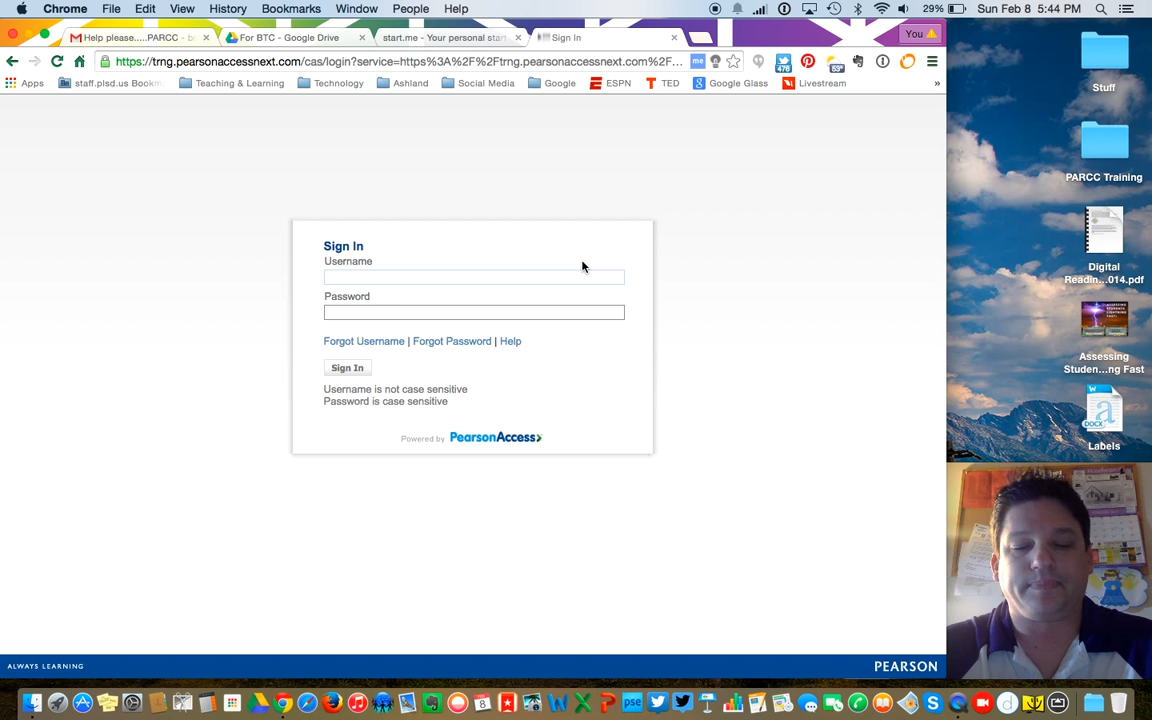 Chrome File Edit View History Bookmarks Window People Help 29% Sun Feb 8 5:44 PM
Help please.....PARCC - b
For BTC - Google Drive
start.me - Your personal star
Sign In
You
https://trng.pearsonaccessnext.com/cas/login?service=https%3A%2F%2Ftrng.pearsonaccessnext.com%2F...
me
476
53°
Apps staff.plsd.us Bookm Teaching & Learning Technology Ashland Social Media Google ESPN TED Google Glass Livestream »
Stuff
PARCC Training
Digital
Readin...014.pdf
Assessing
Studen...ng Fast
DOCX
Labels
Sign In
Username
Password
Forgot Username | Forgot Password | Help
Sign In
Username is not case sensitive
Password is case sensitive
Powered by PearsonAccess
ALWAYS LEARNING
PEARSON